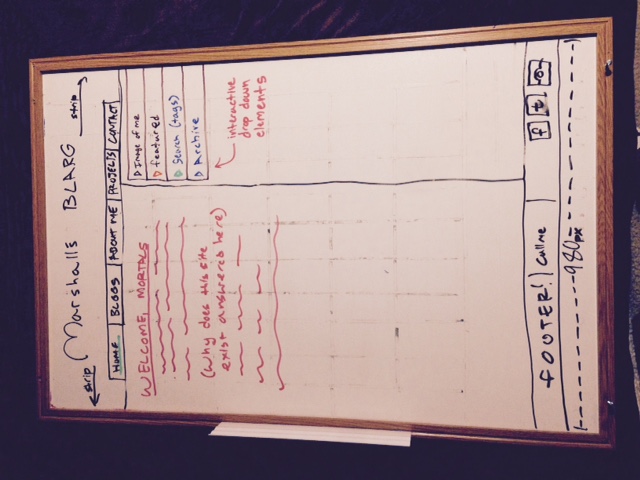 strip Marshalls BLARG strip
HOME BLOGS ABOUT ME PROJECTS CONTACT
WELCOME, MORTALS
(Why does this site
exist answered here)
▷ Image of me
▷ featured
▷ Search (tags)
▷ Archive
interactive
drop down
elements
FOOTER! | Call me f t
980px